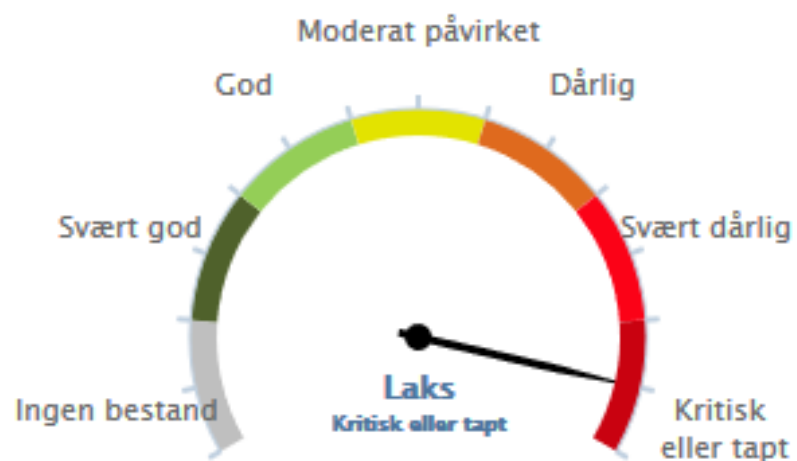 Moderat påvirket
God
Dårlig
Svært god
Svært dårlig
Ingen bestand
Laks
Kritisk eller tapt
Kritisk
eller tapt